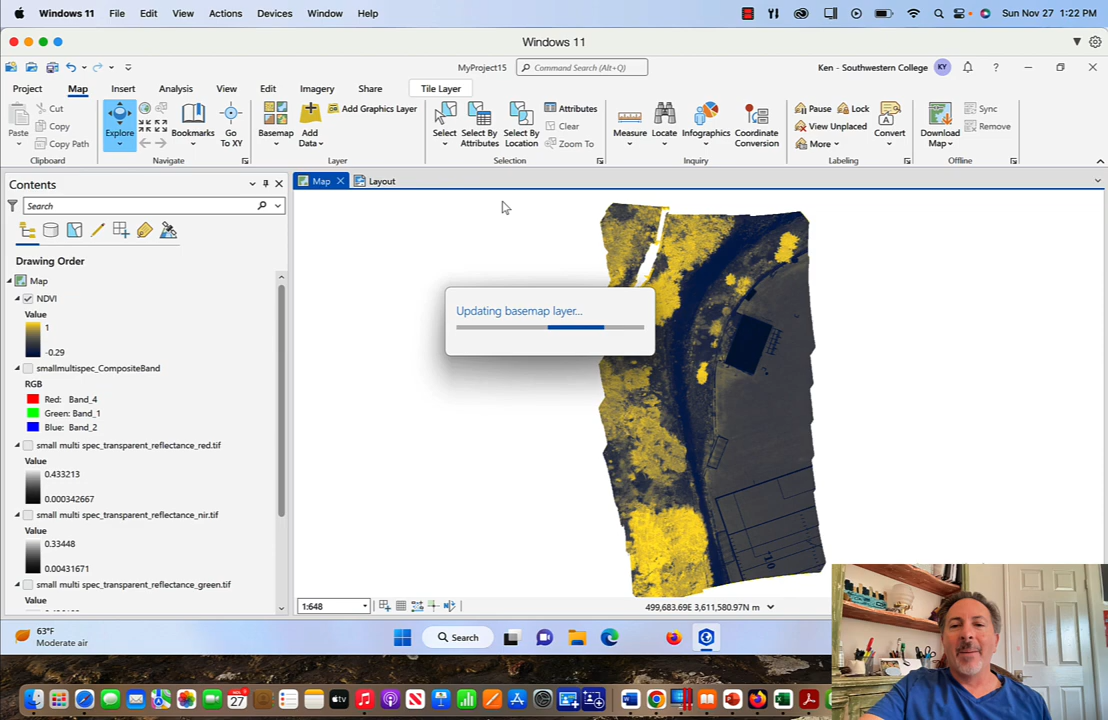 Windows 11 File Edit View Actions Devices Window Help Sun Nov 27 1:22 PM
Windows 11
MyProject15 Command Search (Alt+Q) Ken - Southwestern College KY ?
Project Map Insert Analysis View Edit Imagery Share Tile Layer
Paste Cut Copy Copy Path
Explore Bookmarks Go To XY
Basemap Add Data Add Graphics Layer
Select Select By Attributes Select By Location Attributes Clear Zoom To
Measure Locate Infographics Coordinate Conversion
Pause Lock View Unplaced More Convert
Download Map Sync Remove
Clipboard Navigate Layer Selection Inquiry Labeling Offline
Contents
Map Layout
Search
Drawing Order
Map
NDVI
Value
1
-0.29
smallmultispec_CompositeBand
RGB
Red: Band_4
Green: Band_1
Blue: Band_2
small multi spec_transparent_reflectance_red.tif
Value
0.433213
0.000342667
small multi spec_transparent_reflectance_nir.tif
Value
0.33448
0.00431671
small multi spec_transparent_reflectance_green.tif
Value
Updating basemap layer...
1:648 499,683.69E 3,611,580.97N m
63°F
Moderate air
Search
NOV
27
tv